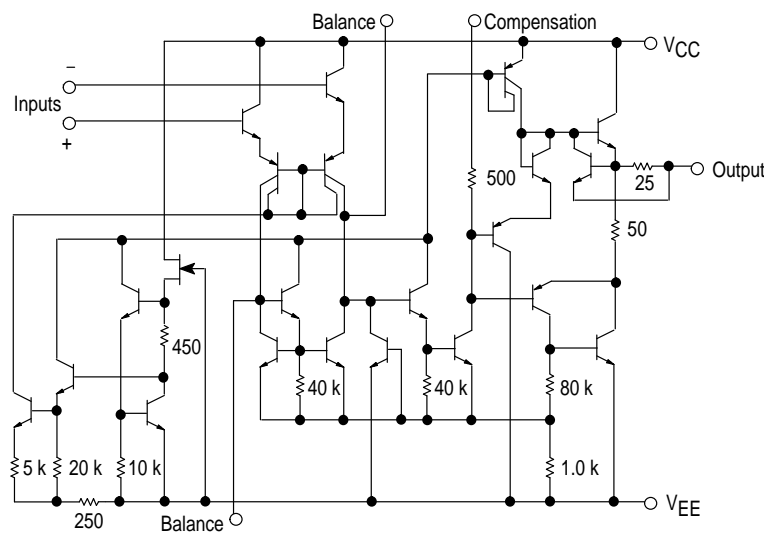 Balance
Compensation
VCC
−
Inputs
+
500
25
Output
50
450
40 k
40 k
80 k
5 k
20 k
10 k
1.0 k
250
Balance
VEE